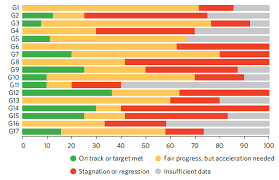 G1
G2
G3
G4
G5
G6
G7
G8
G9
G10
G11
G12
G13
G14
G15
G16
G17
0 10 20 30 40 50 60 70 80 90 100
On track or target met Fair progress, but acceleration needed
Stagnation or regression Insufficient data